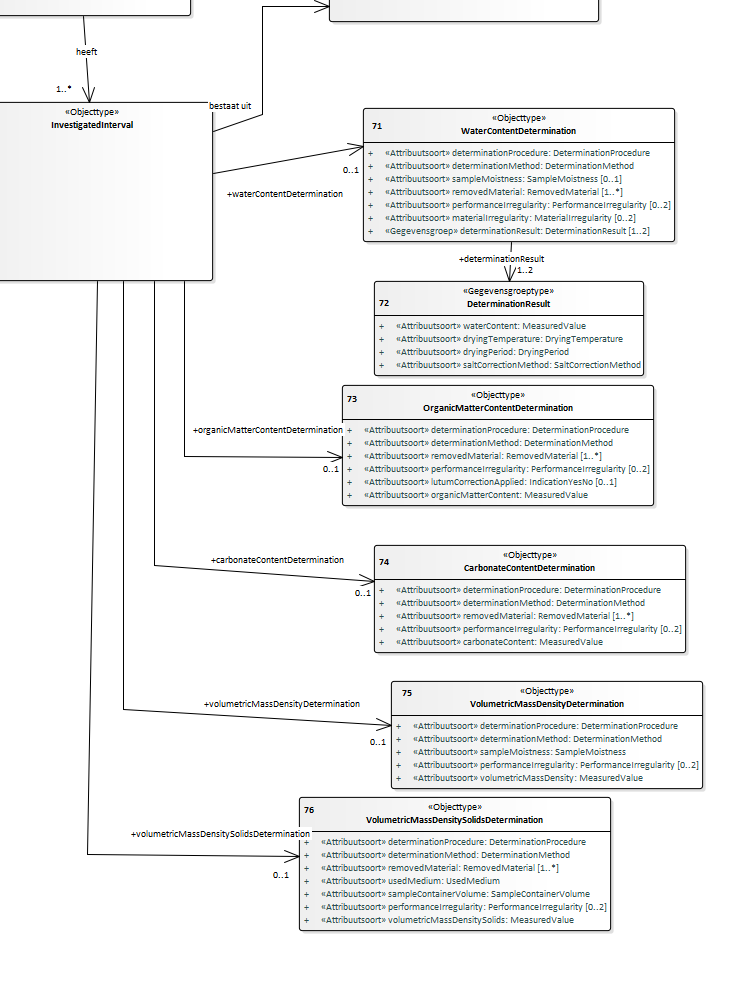 heeft
1..*
«Objecttype»
InvestigatedInterval
bestaat uit
+waterContentDetermination
0..1
71
«Objecttype»
WaterContentDetermination
+ «Attribuutsoort» determinationProcedure: DeterminationProcedure
+ «Attribuutsoort» determinationMethod: DeterminationMethod
+ «Attribuutsoort» sampleMoistness: SampleMoistness [0..1]
+ «Attribuutsoort» removedMaterial: RemovedMaterial [1..*]
+ «Attribuutsoort» performanceIrregularity: PerformanceIrregularity [0..2]
+ «Attribuutsoort» materialIrregularity: MaterialIrregularity [0..2]
+ «Gegevensgroep» determinationResult: DeterminationResult [1..2]
+determinationResult
1..2
«Gegevensgroeptype»
72
DeterminationResult
+ «Attribuutsoort» waterContent: MeasuredValue
+ «Attribuutsoort» dryingTemperature: DryingTemperature
+ «Attribuutsoort» dryingPeriod: DryingPeriod
+ «Attribuutsoort» saltCorrectionMethod: SaltCorrectionMethod
+organicMatterContentDetermination
0..1
73
«Objecttype»
OrganicMatterContentDetermination
+ «Attribuutsoort» determinationProcedure: DeterminationProcedure
+ «Attribuutsoort» determinationMethod: DeterminationMethod
+ «Attribuutsoort» removedMaterial: RemovedMaterial [1..*]
+ «Attribuutsoort» performanceIrregularity: PerformanceIrregularity [0..2]
+ «Attribuutsoort» lutumCorrectionApplied: IndicationYesNo [0..1]
+ «Attribuutsoort» organicMatterContent: MeasuredValue
+carbonateContentDetermination
0..1
74
«Objecttype»
CarbonateContentDetermination
+ «Attribuutsoort» determinationProcedure: DeterminationProcedure
+ «Attribuutsoort» determinationMethod: DeterminationMethod
+ «Attribuutsoort» removedMaterial: RemovedMaterial [1..*]
+ «Attribuutsoort» performanceIrregularity: PerformanceIrregularity [0..2]
+ «Attribuutsoort» carbonateContent: MeasuredValue
+volumetricMassDensityDetermination
0..1
75
«Objecttype»
VolumetricMassDensityDetermination
+ «Attribuutsoort» determinationProcedure: DeterminationProcedure
+ «Attribuutsoort» determinationMethod: DeterminationMethod
+ «Attribuutsoort» sampleMoistness: SampleMoistness
+ «Attribuutsoort» performanceIrregularity: PerformanceIrregularity [0..2]
+ «Attribuutsoort» volumetricMassDensity: MeasuredValue
+volumetricMassDensitySolidsDetermination
0..1
76
«Objecttype»
VolumetricMassDensitySolidsDetermination
+ «Attribuutsoort» determinationProcedure: DeterminationProcedure
+ «Attribuutsoort» determinationMethod: DeterminationMethod
+ «Attribuutsoort» removedMaterial: RemovedMaterial [1..*]
+ «Attribuutsoort» usedMedium: UsedMedium
+ «Attribuutsoort» sampleContainerVolume: SampleContainerVolume
+ «Attribuutsoort» performanceIrregularity: PerformanceIrregularity [0..2]
+ «Attribuutsoort» volumetricMassDensitySolids: MeasuredValue